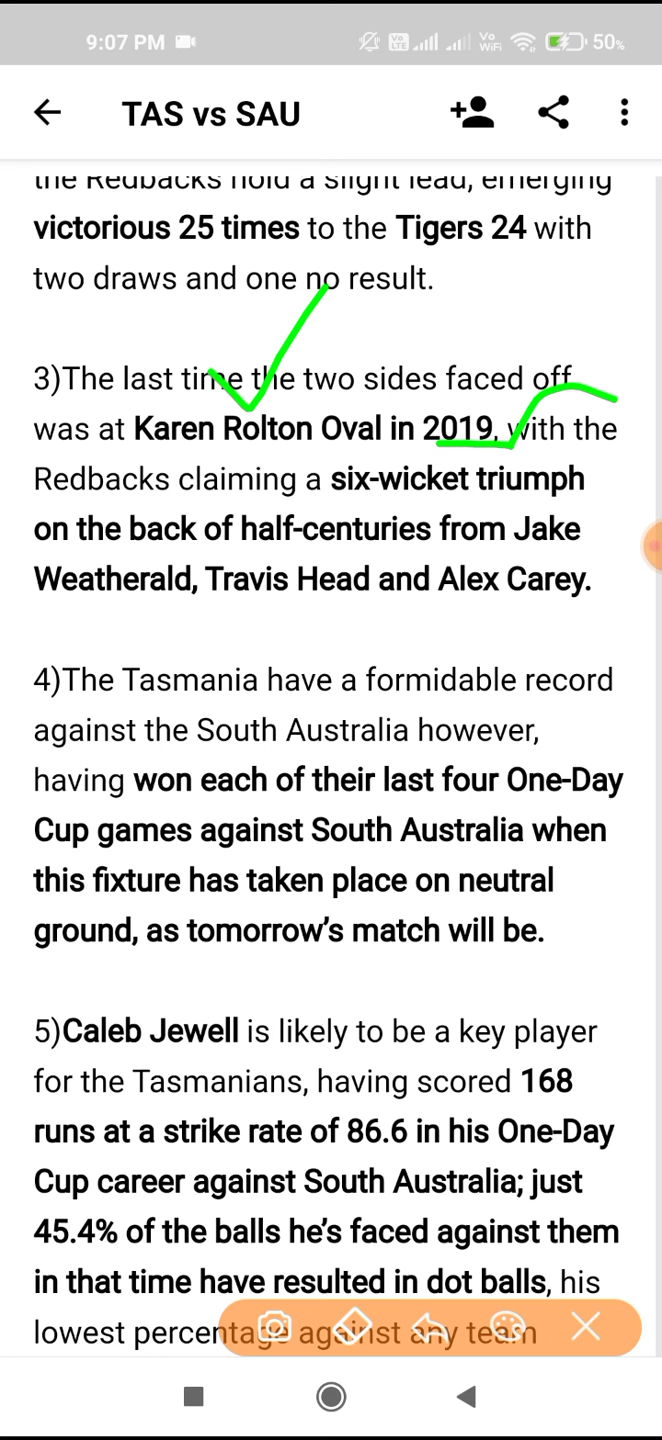 9:07 PM Vo LTE Vo WiFi 50%
TAS vs SAU
the Redbacks hold a slight lead, emerging
victorious 25 times to the Tigers 24 with
two draws and one no result.
3)The last time the two sides faced off
was at Karen Rolton Oval in 2019, with the
Redbacks claiming a six-wicket triumph
on the back of half-centuries from Jake
Weatherald, Travis Head and Alex Carey.
4)The Tasmania have a formidable record
against the South Australia however,
having won each of their last four One-Day
Cup games against South Australia when
this fixture has taken place on neutral
ground, as tomorrow’s match will be.
5)Caleb Jewell is likely to be a key player
for the Tasmanians, having scored 168
runs at a strike rate of 86.6 in his One-Day
Cup career against South Australia; just
45.4% of the balls he’s faced against them
in that time have resulted in dot balls, his
lowest percentage against any team